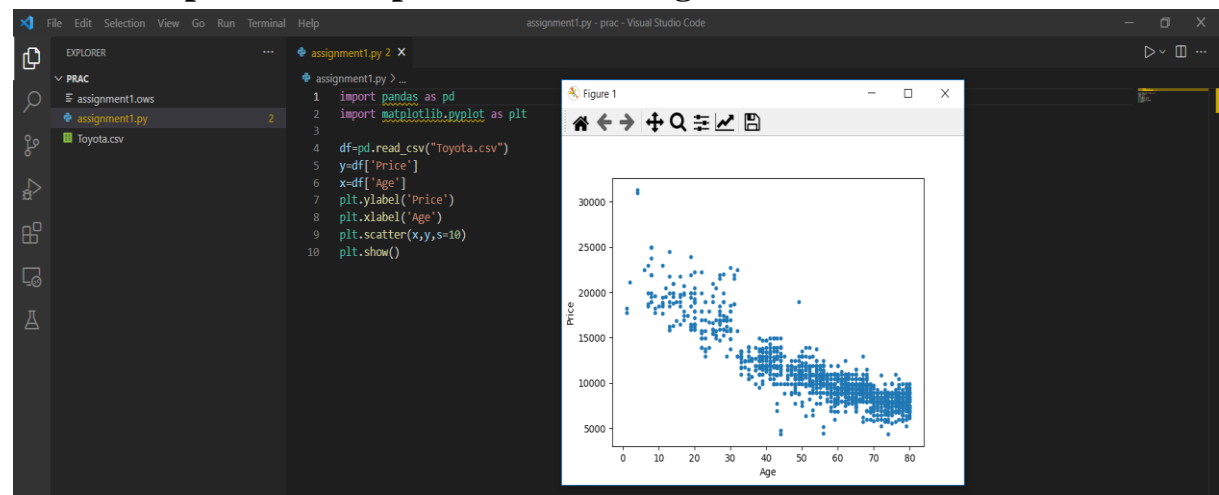 File Edit Selection View Go Run Terminal Help
assignment1.py - prac - Visual Studio Code
EXPLORER
PRAC
assignment1.ows
assignment1.py 2
Toyota.csv
assignment1.py 2
assignment1.py > ...
1 import pandas as pd
2 import matplotlib.pyplot as plt
3
4 df=pd.read_csv("Toyota.csv")
5 y=df['Price']
6 x=df['Age']
7 plt.ylabel('Price')
8 plt.xlabel('Age')
9 plt.scatter(x,y,s=10)
10 plt.show()
Figure 1
30000
25000
20000
15000
10000
5000
Price
0 10 20 30 40 50 60 70 80
Age